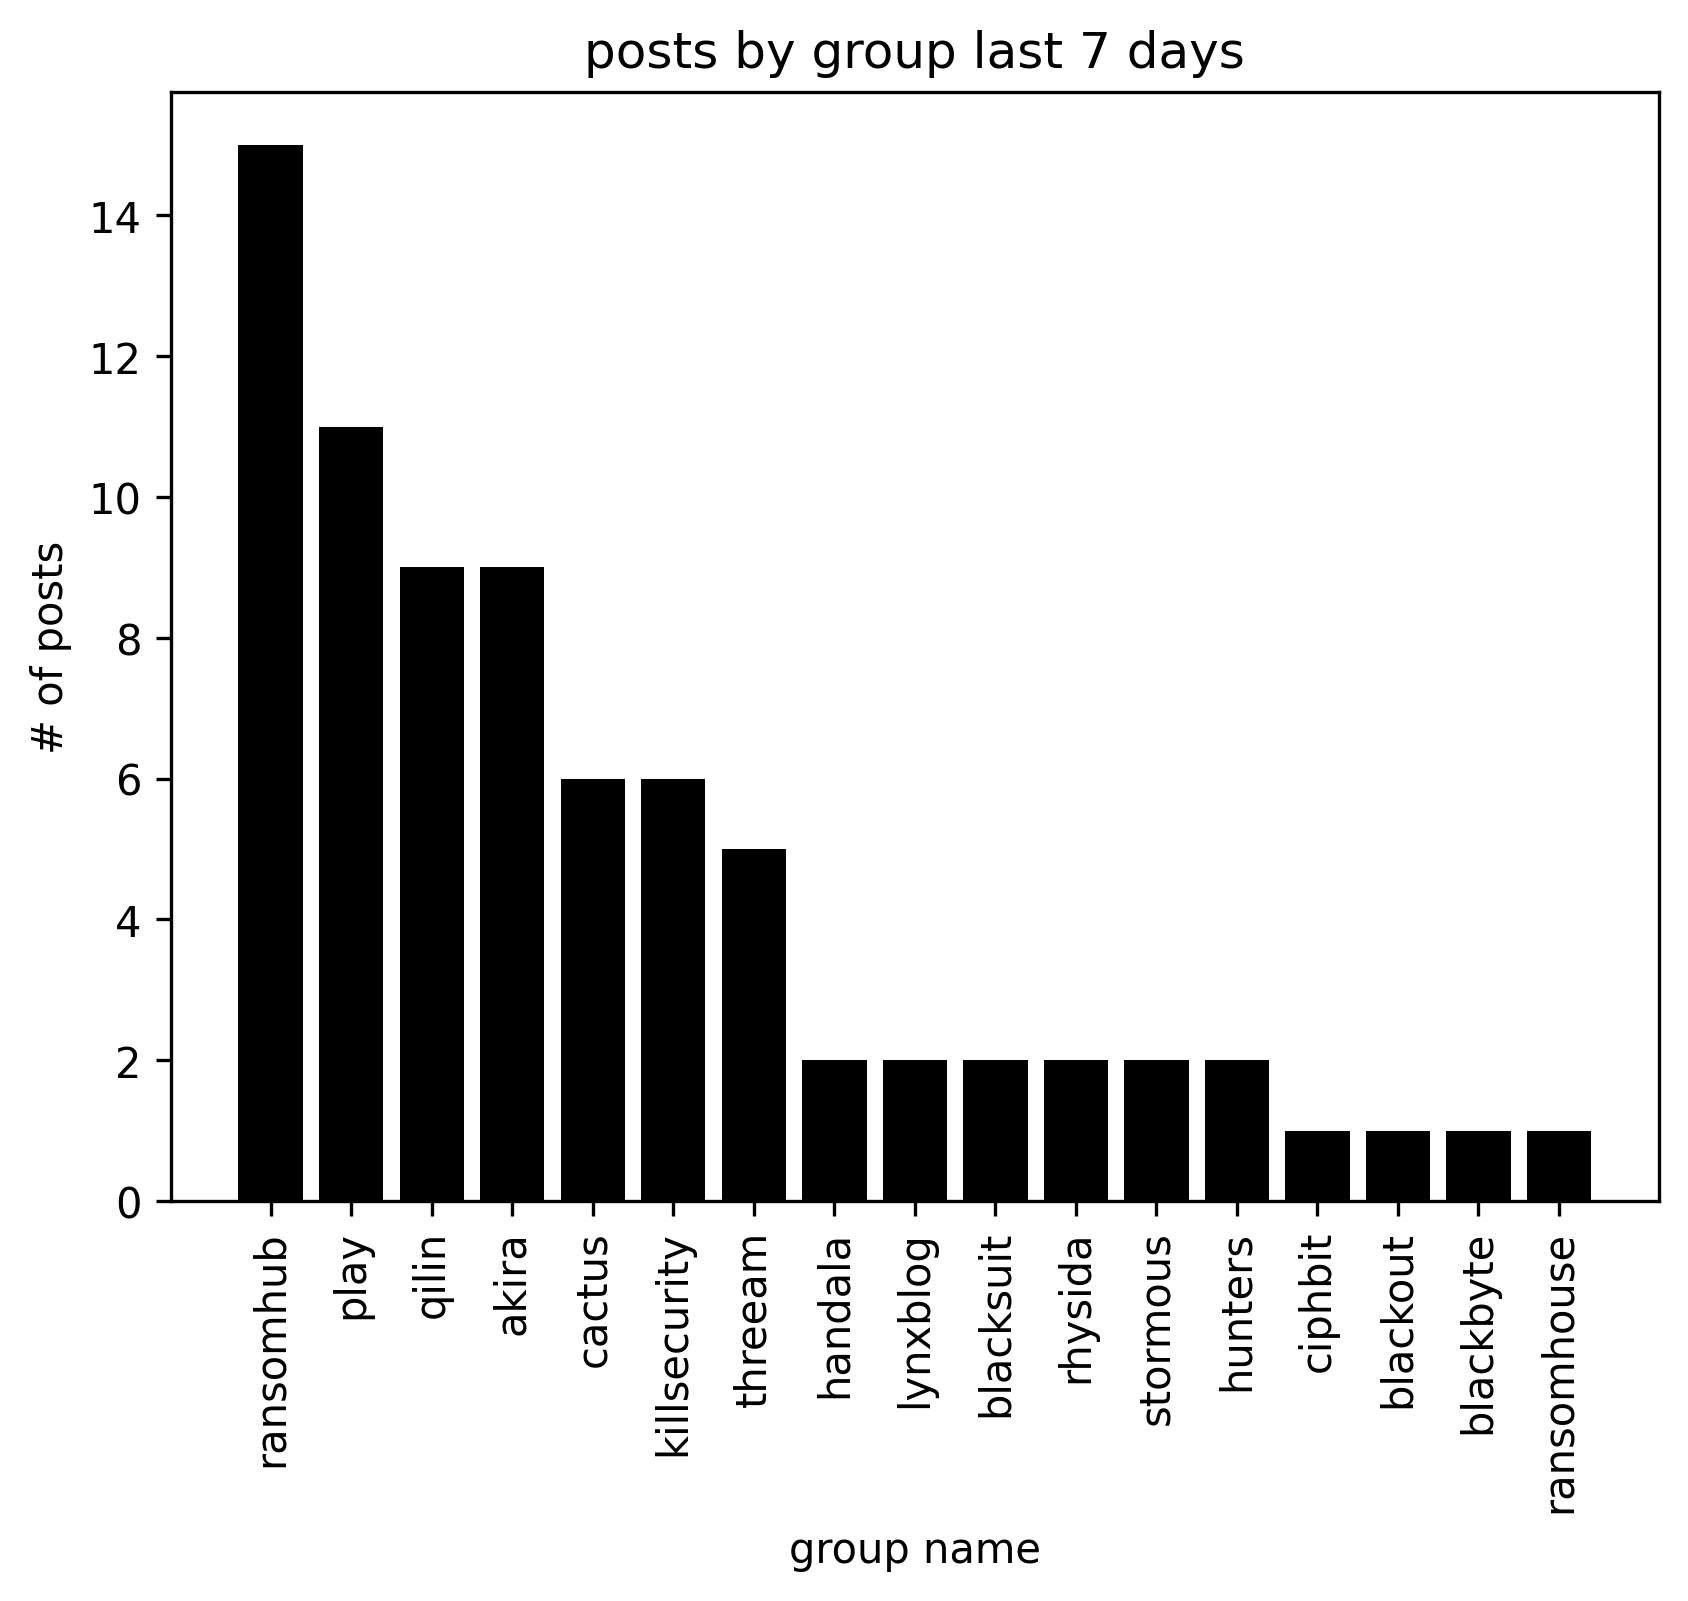 posts by group last 7 days
# of posts
14
12
10
8
6
4
2
0
ransomhub
play
qilin
akira
cactus
killsecurity
threeam
handala
lynxblog
blacksuit
rhysida
stormous
hunters
ciphbit
blackout
blackbyte
ransomhouse
group name